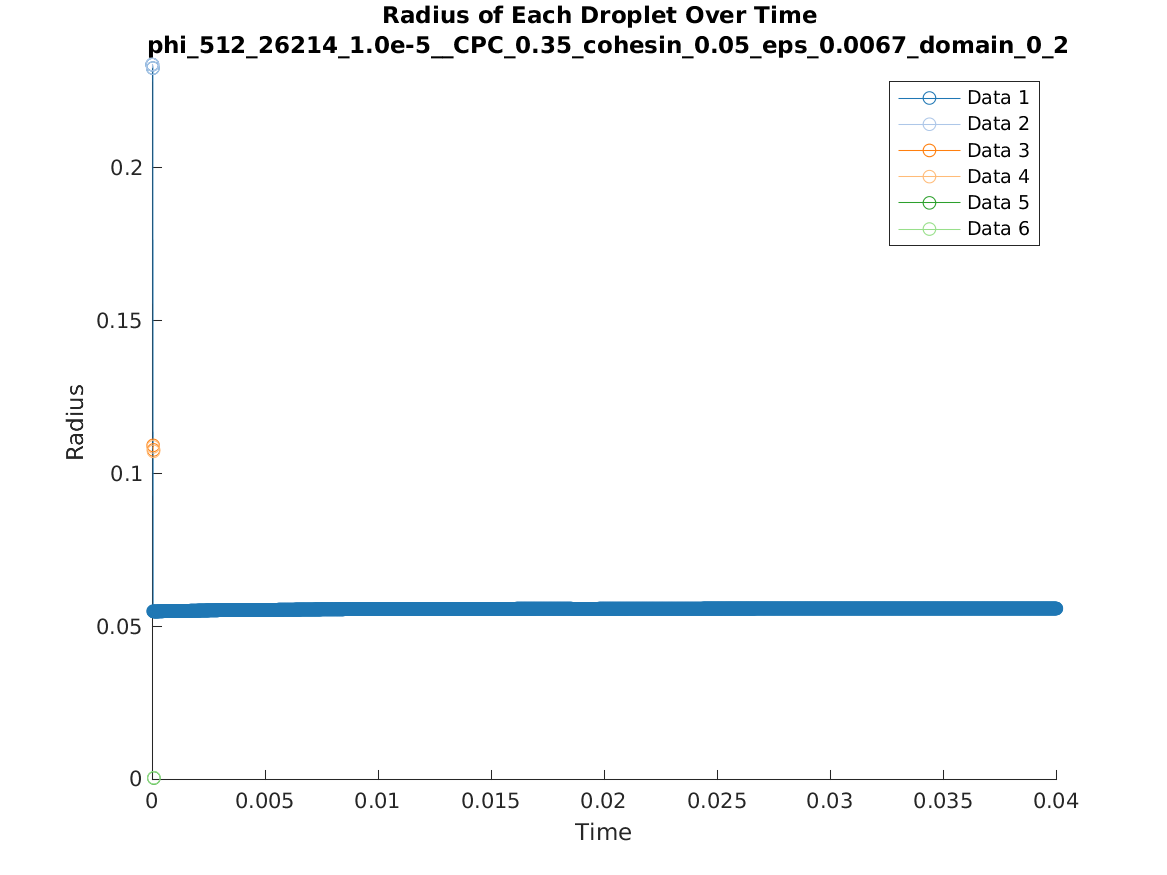 Radius of Each Droplet Over Time
phi_512_26214_1.0e-5__CPC_0.35_cohesin_0.05_eps_0.0067_domain_0_2
Data 1
Data 2
Data 3
Data 4
Data 5
Data 6
0.2
0.15
0.1
0.05
0
Radius
0
0.005
0.01
0.015
0.02
0.025
0.03
0.035
0.04
Time